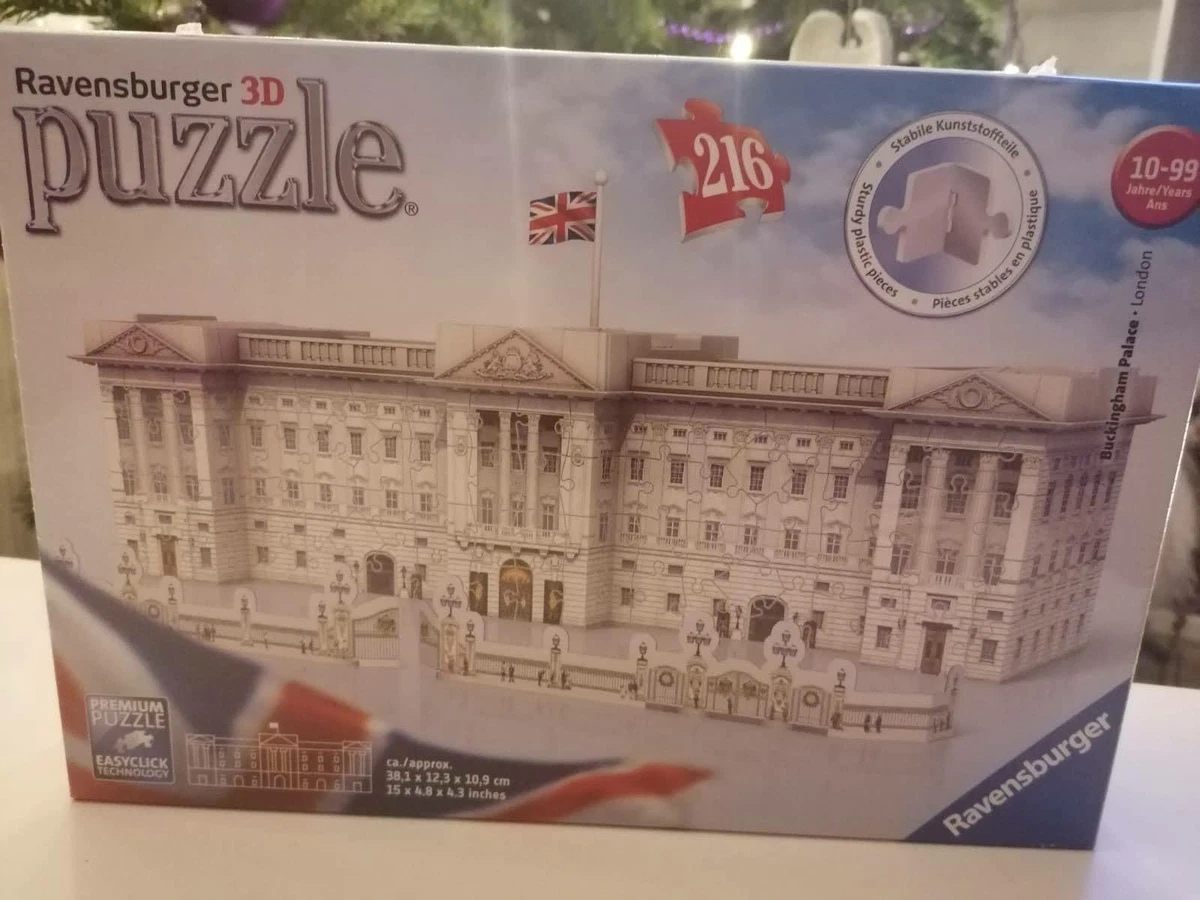 Ravensburger 3D
puzzle®
216
Stabile Kunststoffteile
Sturdy plastic pieces
Pièces stables en plastique
10-99
Jahre/Years
Ans
Buckingham Palace · London
PREMIUM
PUZZLE
EASYCLICK
TECHNOLOGY
ca./approx.
38,1 x 12,3 x 10,9 cm
15 x 4.8 x 4.3 inches
Ravensburger